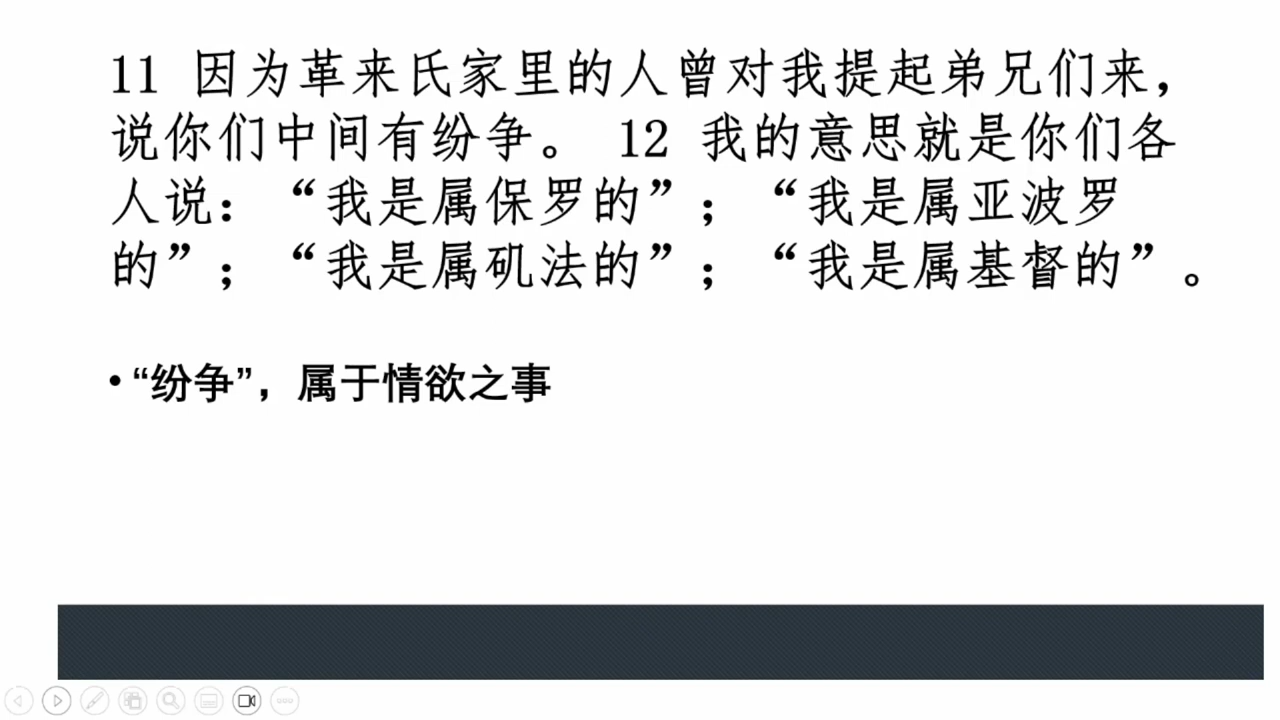 11 因为革来氏家里的人曾对我提起弟兄们来，
说你们中间有纷争。 12 我的意思就是你们各
人说：“我是属保罗的”；“我是属亚波罗
的”；“我是属矶法的”；“我是属基督的”。
• “纷争”，属于情欲之事